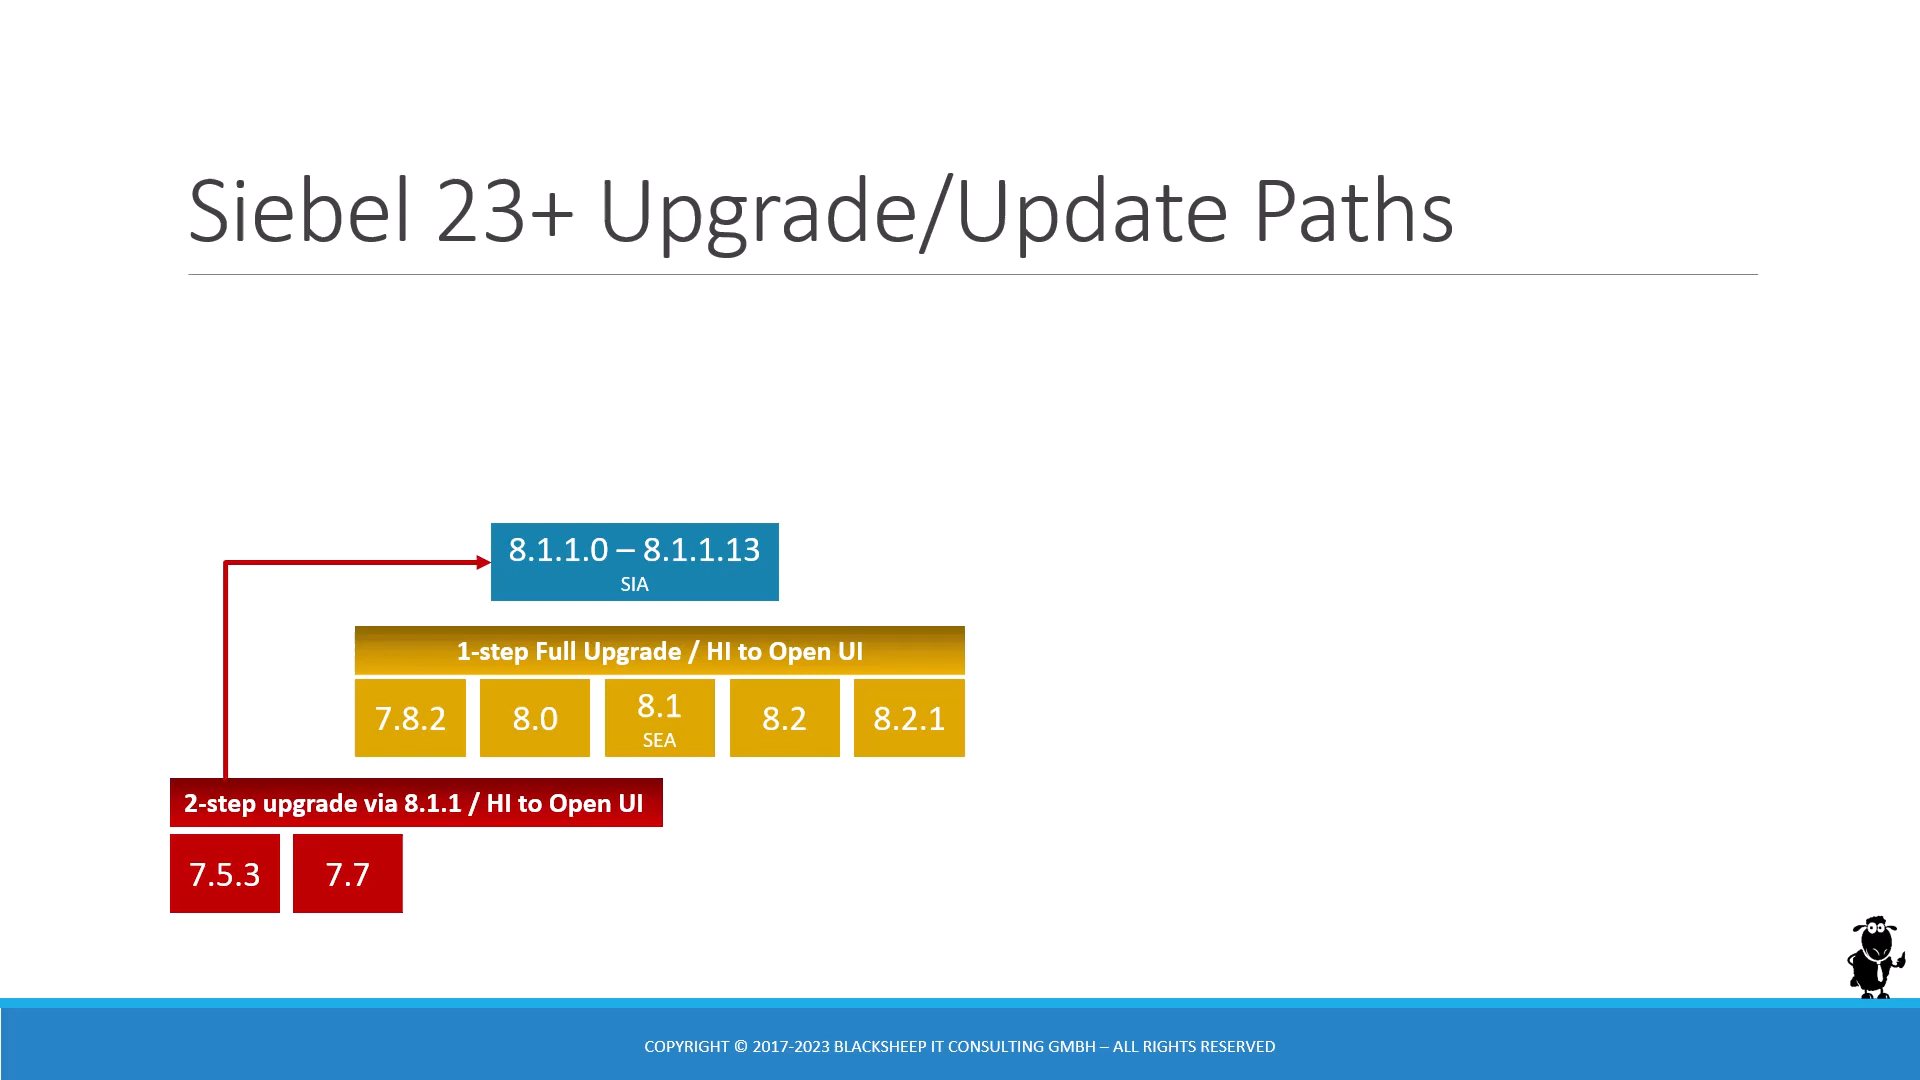 Siebel 23+ Upgrade/Update Paths
8.1.1.0 – 8.1.1.13
SIA
1-step Full Upgrade / HI to Open UI
7.8.2
8.0
8.1
SEA
8.2
8.2.1
2-step upgrade via 8.1.1 / HI to Open UI
7.5.3
7.7
COPYRIGHT © 2017-2023 BLACKSHEEP IT CONSULTING GMBH – ALL RIGHTS RESERVED